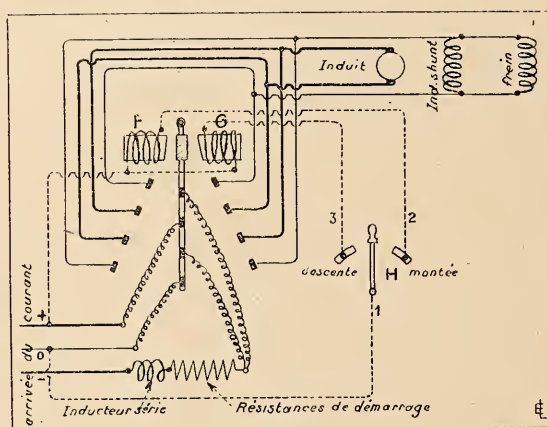 Induit
Ind. shunt
frein
F
G
3
2
descente
H
montée
1
arrivée du courant
+
0
-
Inducteur série
Résistances de démarrage
E